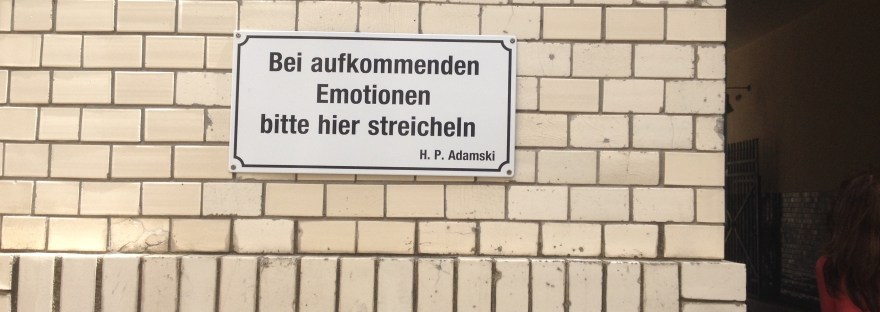 Bei aufkommenden
Emotionen
bitte hier streicheln
H. P. Adamski